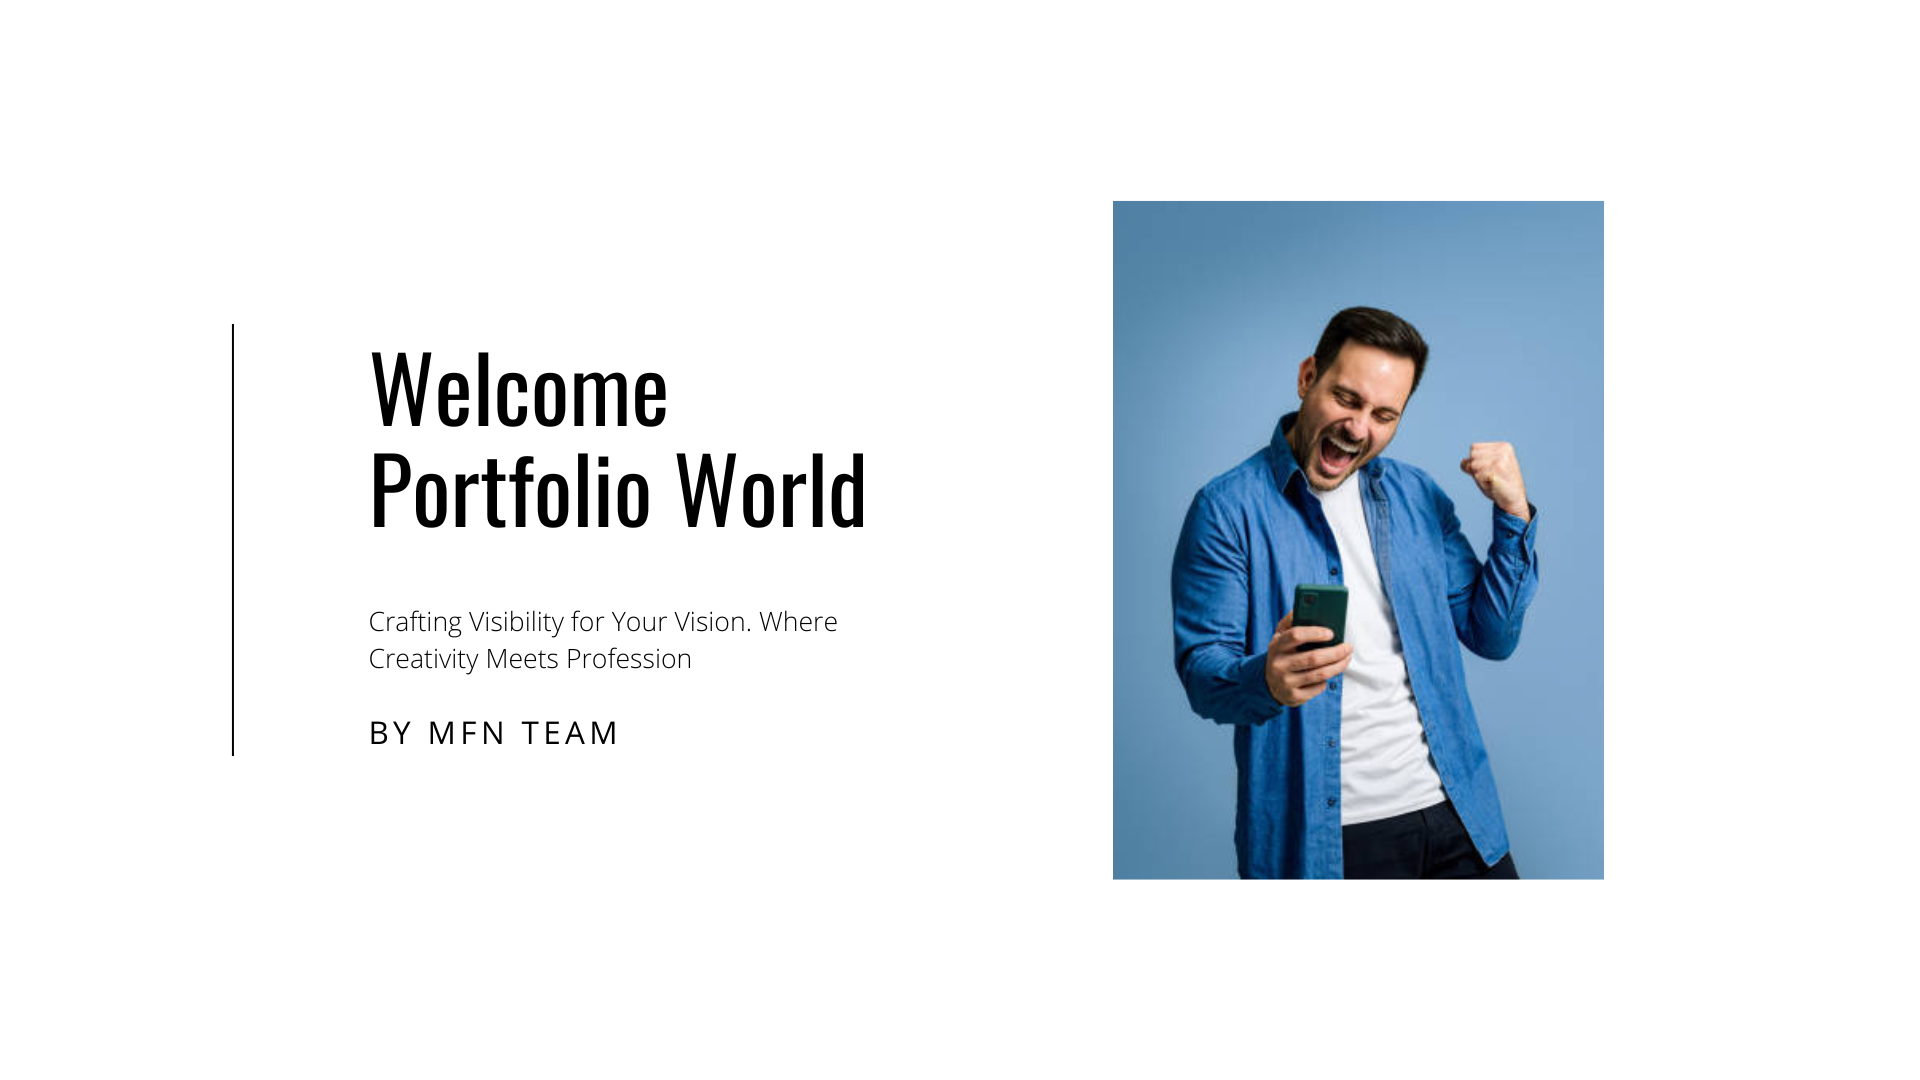 Welcome
Portfolio World
Crafting Visibility for Your Vision. Where
Creativity Meets Profession
BY MFN TEAM